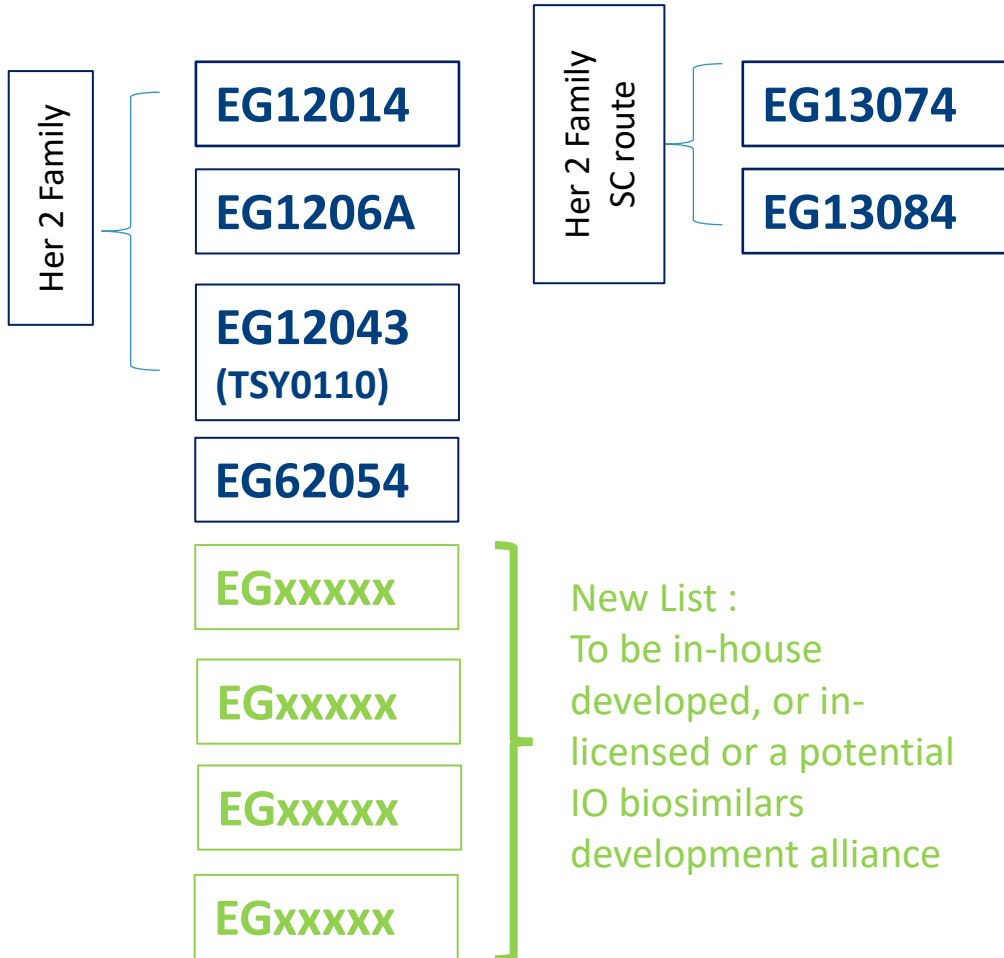 Her 2 Family
EG12014
EG1206A
EG12043
(TSY0110)
EG62054
EGxxxxx
EGxxxxx
EGxxxxx
EGxxxxx
Her 2 Family
SC route
EG13074
EG13084
New List :
To be in-house
developed, or in-
licensed or a potential
IO biosimilars
development alliance